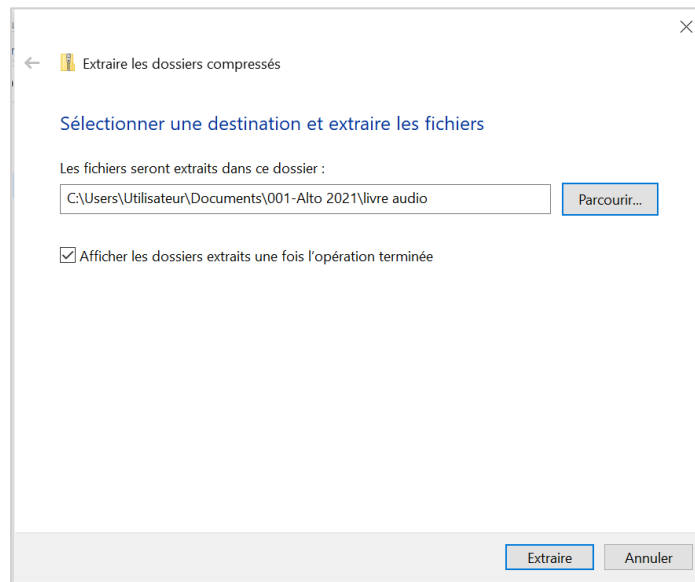 Extraire les dossiers compressés
Sélectionner une destination et extraire les fichiers
Les fichiers seront extraits dans ce dossier :
C:\Users\Utilisateur\Documents\001-Alto 2021\livre audio
Parcourir...
Afficher les dossiers extraits une fois l’opération terminée
Extraire
Annuler